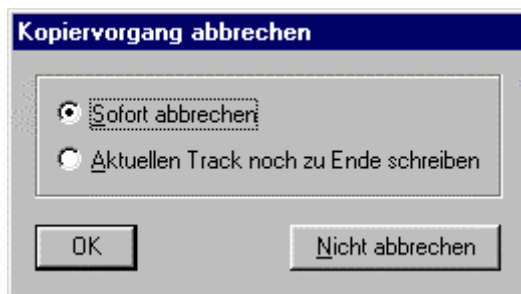 Kopiervorgang abbrechen
Sofort abbrechen
Aktuellen Track noch zu Ende schreiben
OK
Nicht abbrechen